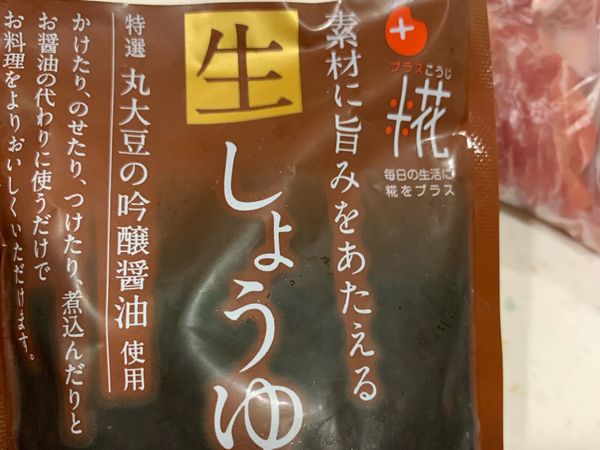 プラスこうじ
糀
毎日の生活に
糀をプラス
素材に旨みをあたえる
生しょうゆ
特選 丸大豆の吟醸醤油 使用
かけたり、のせたり、つけたり、煮込んだりと
お醤油の代わりに使うだけで
お料理をよりおいしくいただけます。